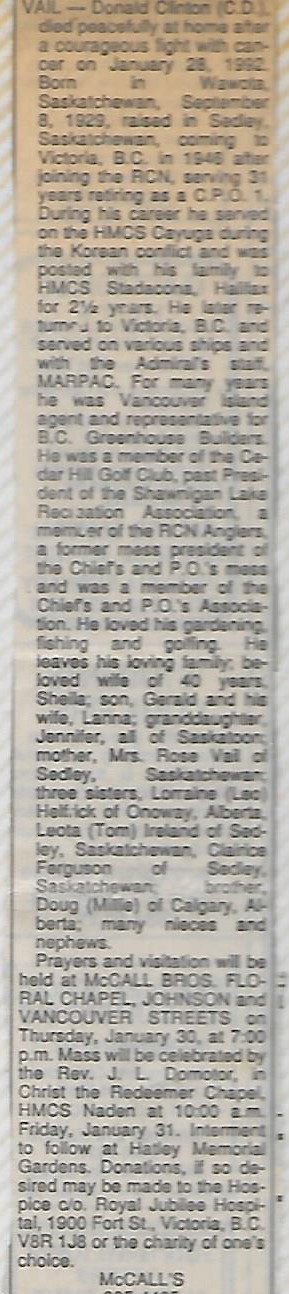 VAIL — Donald Clinton (C.D.),
died peacefully at home after
a courageous fight with can-
cer on January 28, 1992.
Born in Wawota,
Saskatchewan, September
8, 1929, raised in Sedley,
Saskatchewan, coming to
Victoria, B.C. in 1946 after
joining the RCN, serving 31
years retiring as a C.P.O. 1.
During his career he served
on the HMCS Cayuga during
the Korean conflict and was
posted with his family to
HMCS Stadacona, Halifax
for 2½ years. He later re-
turned to Victoria, B.C. and
served on various ships and
with the Admiral's staff,
MARPAC. For many years
he was Vancouver Island
agent and representative for
B.C. Greenhouse Builders.
He was a member of the Ce-
dar Hill Golf Club, past Presi-
dent of the Shawnigan Lake
Recreation Association, a
member of the RCN Anglers,
a former mess president of
the Chief's and P.O.'s mess
and was a member of the
Chief's and P.O.'s Associa-
tion. He loved his gardening,
fishing and golfing. He
leaves his loving family; be-
loved wife of 40 years,
Sheila; son, Gerald and his
wife, Lanna; granddaughter,
Jennifer, all of Saskatoon;
mother, Mrs. Rose Vail of
Sedley, Saskatchewan;
three sisters, Lorraine (Leo)
Helfrick of Onoway, Alberta,
Leota (Tom) Ireland of Sed-
ley, Saskatchewan, Clairice
Ferguson of Sedley,
Saskatchewan; brother,
Doug (Millie) of Calgary, Al-
berta; many nieces and
nephews.
Prayers and visitation will be
held at McCALL BROS. FLO-
RAL CHAPEL, JOHNSON and
VANCOUVER STREETS on
Thursday, January 30, at 7:00
p.m. Mass will be celebrated by
the Rev. J. L. Domotor, in
Christ the Redeemer Chapel,
HMCS Naden at 10:00 a.m.
Friday, January 31. Interment
to follow at Hatley Memorial
Gardens. Donations, if so de-
sired may be made to the Hos-
pice c/o. Royal Jubilee Hospi-
tal, 1900 Fort St., Victoria, B.C.
V8R 1J8 or the charity of one's
choice.
McCALL'S